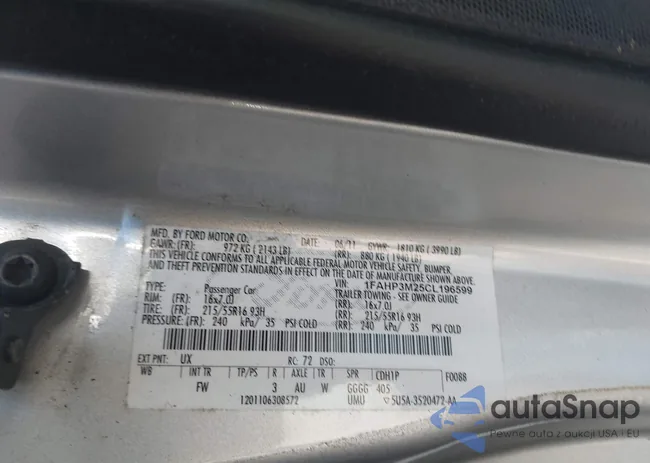 MFD. BY FORD MOTOR CO. DATE: 06/11 GVWR: 1810 KG (3990 LB)
GAWR: (FR): 972 KG (2143 LB) (RR): 880 KG (1940 LB)
THIS VEHICLE CONFORMS TO ALL APPLICABLE FEDERAL MOTOR VEHICLE SAFETY, BUMPER,
AND THEFT PREVENTION STANDARDS IN EFFECT ON THE DATE OF MANUFACTURE SHOWN ABOVE.
VIN: 1FAHP3M25CL196599
TYPE: Passenger Car TRAILER TOWING - SEE OWNER GUIDE
RIM: (FR): 16x7.0J (RR): 16x7.0J
TIRE: (FR): 215/55R16 93H (RR): 215/55R16 93H
PRESSURE: (FR): 240 kPa/ 35 PSI COLD (RR): 240 kPa/ 35 PSI COLD
EXT PNT: UX RC: 72 DSO:
WB INT TR TP/PS R AXLE TR SPR CDH1P F0088
FW 3 AU W GGGG 405
1201106308572 UMU 5U5A-3520472-AA
autoSnap
Pewne auta z aukcji USA i EU